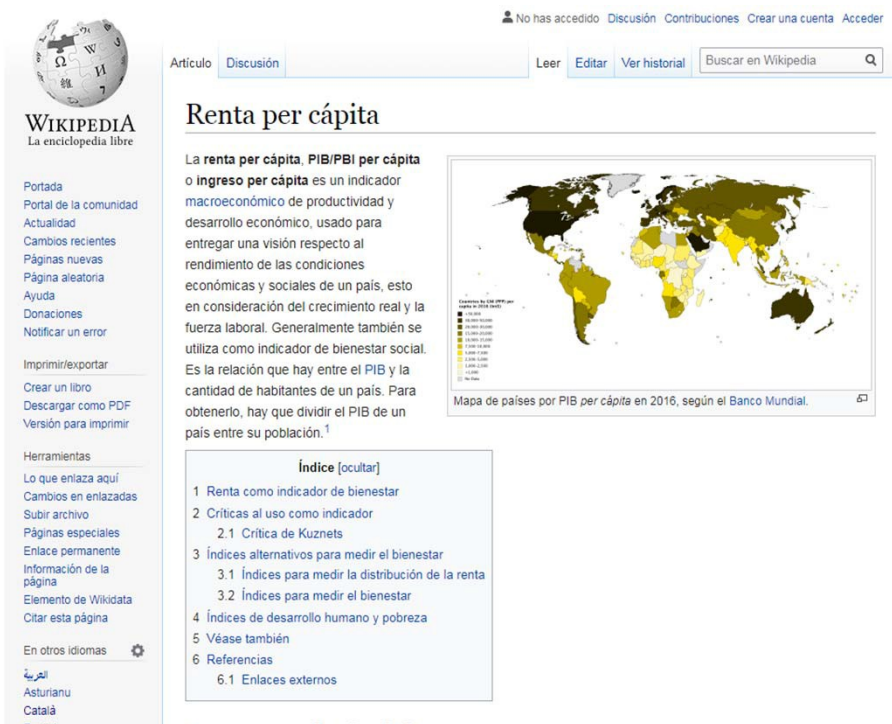 No has accedido Discusión Contribuciones Crear una cuenta Acceder
Artículo Discusión Leer Editar Ver historial Buscar en Wikipedia
WIKIPEDIA
La enciclopedia libre
Portada
Portal de la comunidad
Actualidad
Cambios recientes
Páginas nuevas
Página aleatoria
Ayuda
Donaciones
Notificar un error
Imprimir/exportar
Crear un libro
Descargar como PDF
Versión para imprimir
Herramientas
Lo que enlaza aquí
Cambios en enlazadas
Subir archivo
Páginas especiales
Enlace permanente
Información de la
página
Elemento de Wikidata
Citar esta página
En otros idiomas
العربية
Asturianu
Català
Renta per cápita
La renta per cápita, PIB/PBI per cápita
o ingreso per cápita es un indicador
macroeconómico de productividad y
desarrollo económico, usado para
entregar una visión respecto al
rendimiento de las condiciones
económicas y sociales de un país, esto
en consideración del crecimiento real y la
fuerza laboral. Generalmente también se
utiliza como indicador de bienestar social.
Es la relación que hay entre el PIB y la
cantidad de habitantes de un país. Para
obtenerlo, hay que dividir el PIB de un
país entre su población.1
Countries by GNI (PPP) per
capita in 2016 (Int$)
No Data
Mapa de países por PIB per cápita en 2016, según el Banco Mundial.
Índice [ocultar]
1 Renta como indicador de bienestar
2 Críticas al uso como indicador
2.1 Crítica de Kuznets
3 Índices alternativos para medir el bienestar
3.1 Índices para medir la distribución de la renta
3.2 Índices para medir el bienestar
4 Índices de desarrollo humano y pobreza
5 Véase también
6 Referencias
6.1 Enlaces externos